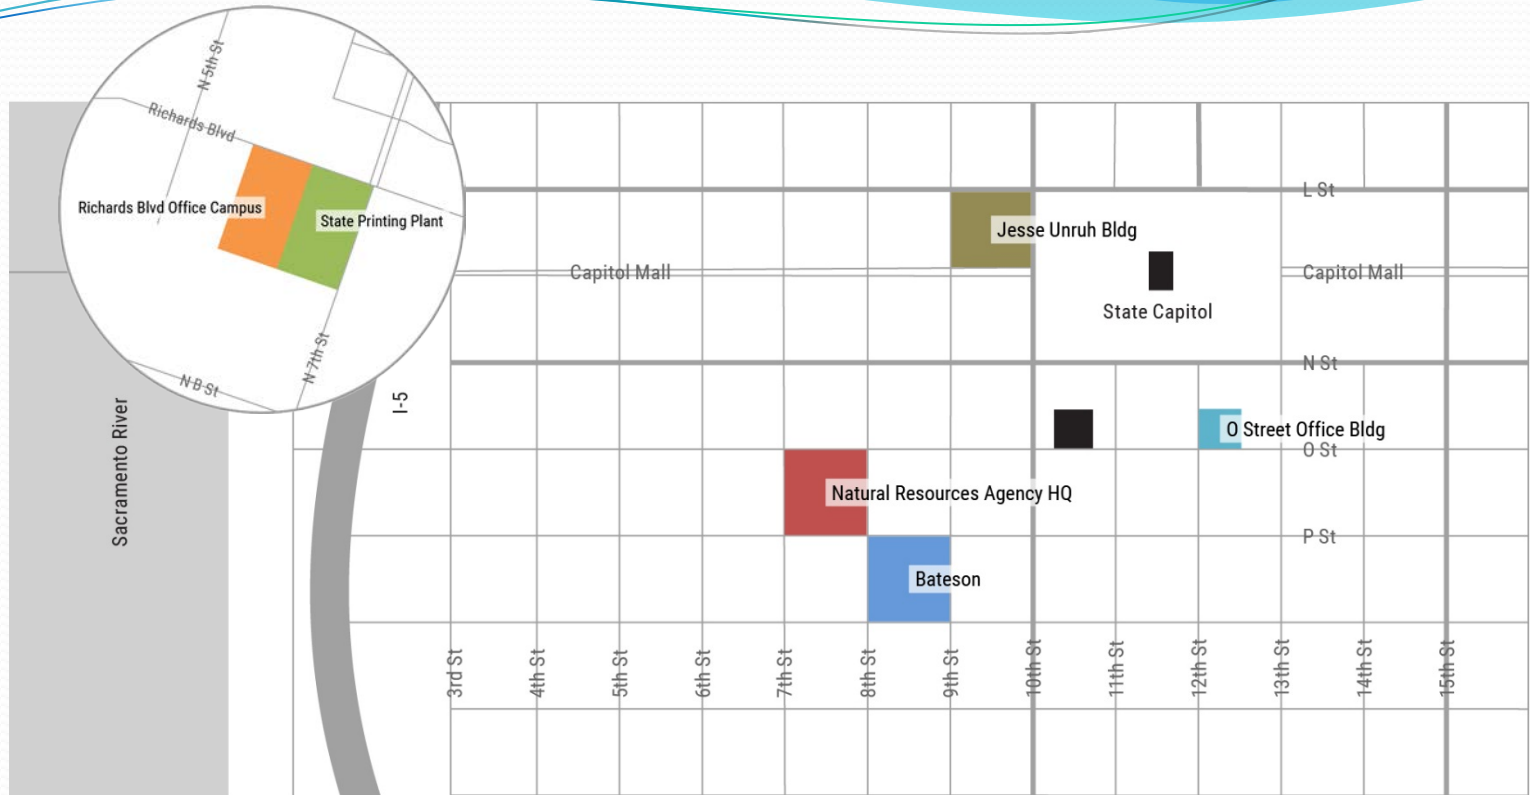 N 5th St
Richards Blvd
Richards Blvd Office Campus
State Printing Plant
N 7th St
N B St
Sacramento River
I-5
L St
Jesse Unruh Bldg
Capitol Mall
Capitol Mall
State Capitol
N St
O Street Office Bldg
O St
Natural Resources Agency HQ
P St
Bateson
3rd St
4th St
5th St
6th St
7th St
8th St
9th St
10th St
11th St
12th St
13th St
14th St
15th St